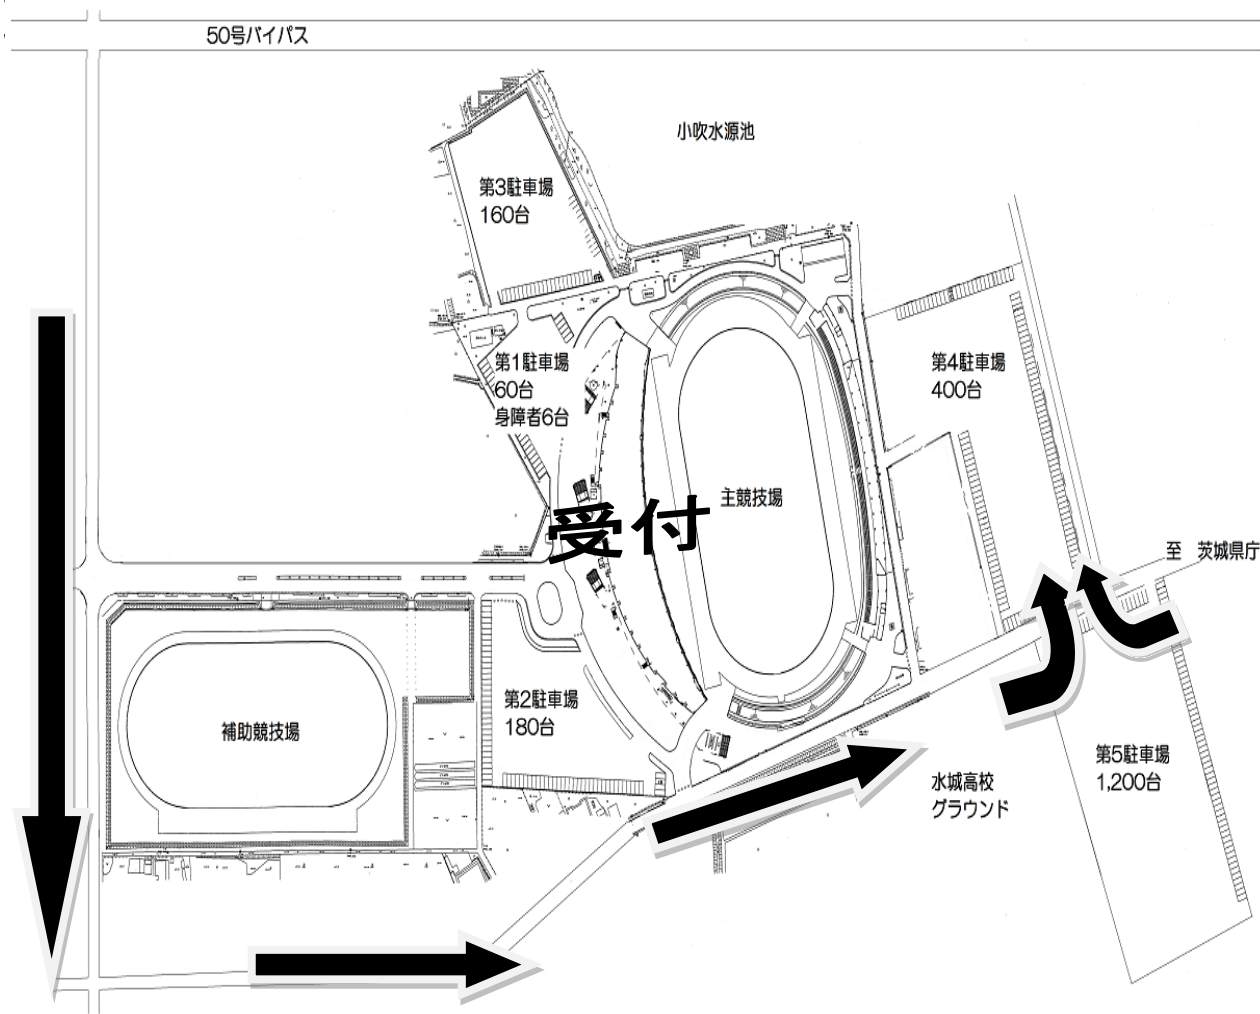 50号バイパス
小吹水源池
第3駐車場
160台
第1駐車場
60台
身障者6台
第4駐車場
400台
受付
主競技場
至　茨城県庁
第2駐車場
180台
補助競技場
水城高校
グラウンド
第5駐車場
1,200台